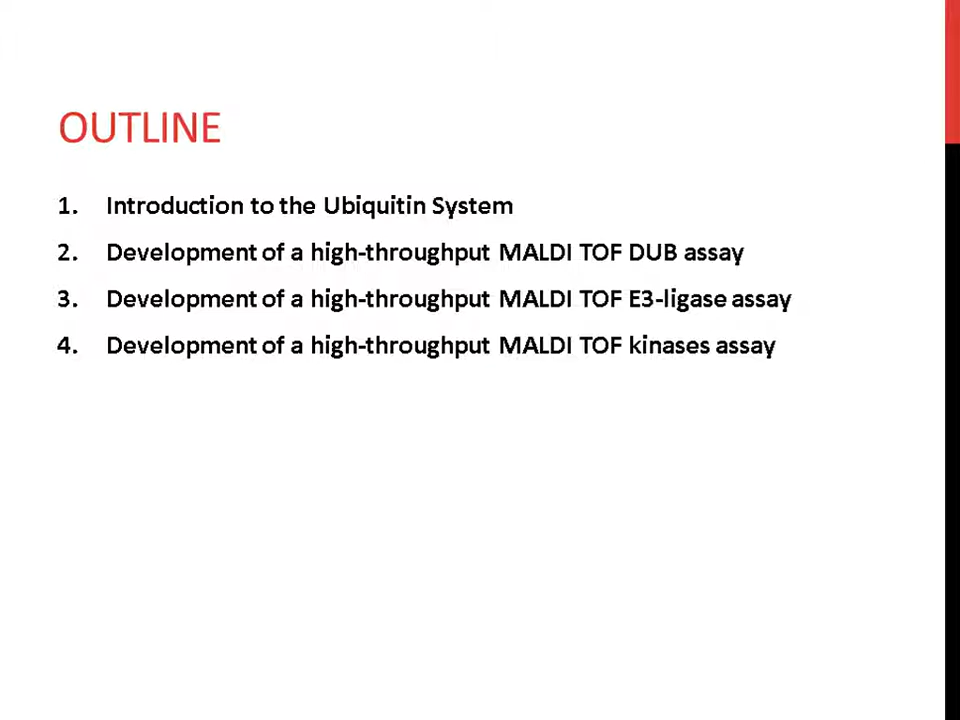 OUTLINE
1. Introduction to the Ubiquitin System
2. Development of a high-throughput MALDI TOF DUB assay
3. Development of a high-throughput MALDI TOF E3-ligase assay
4. Development of a high-throughput MALDI TOF kinases assay